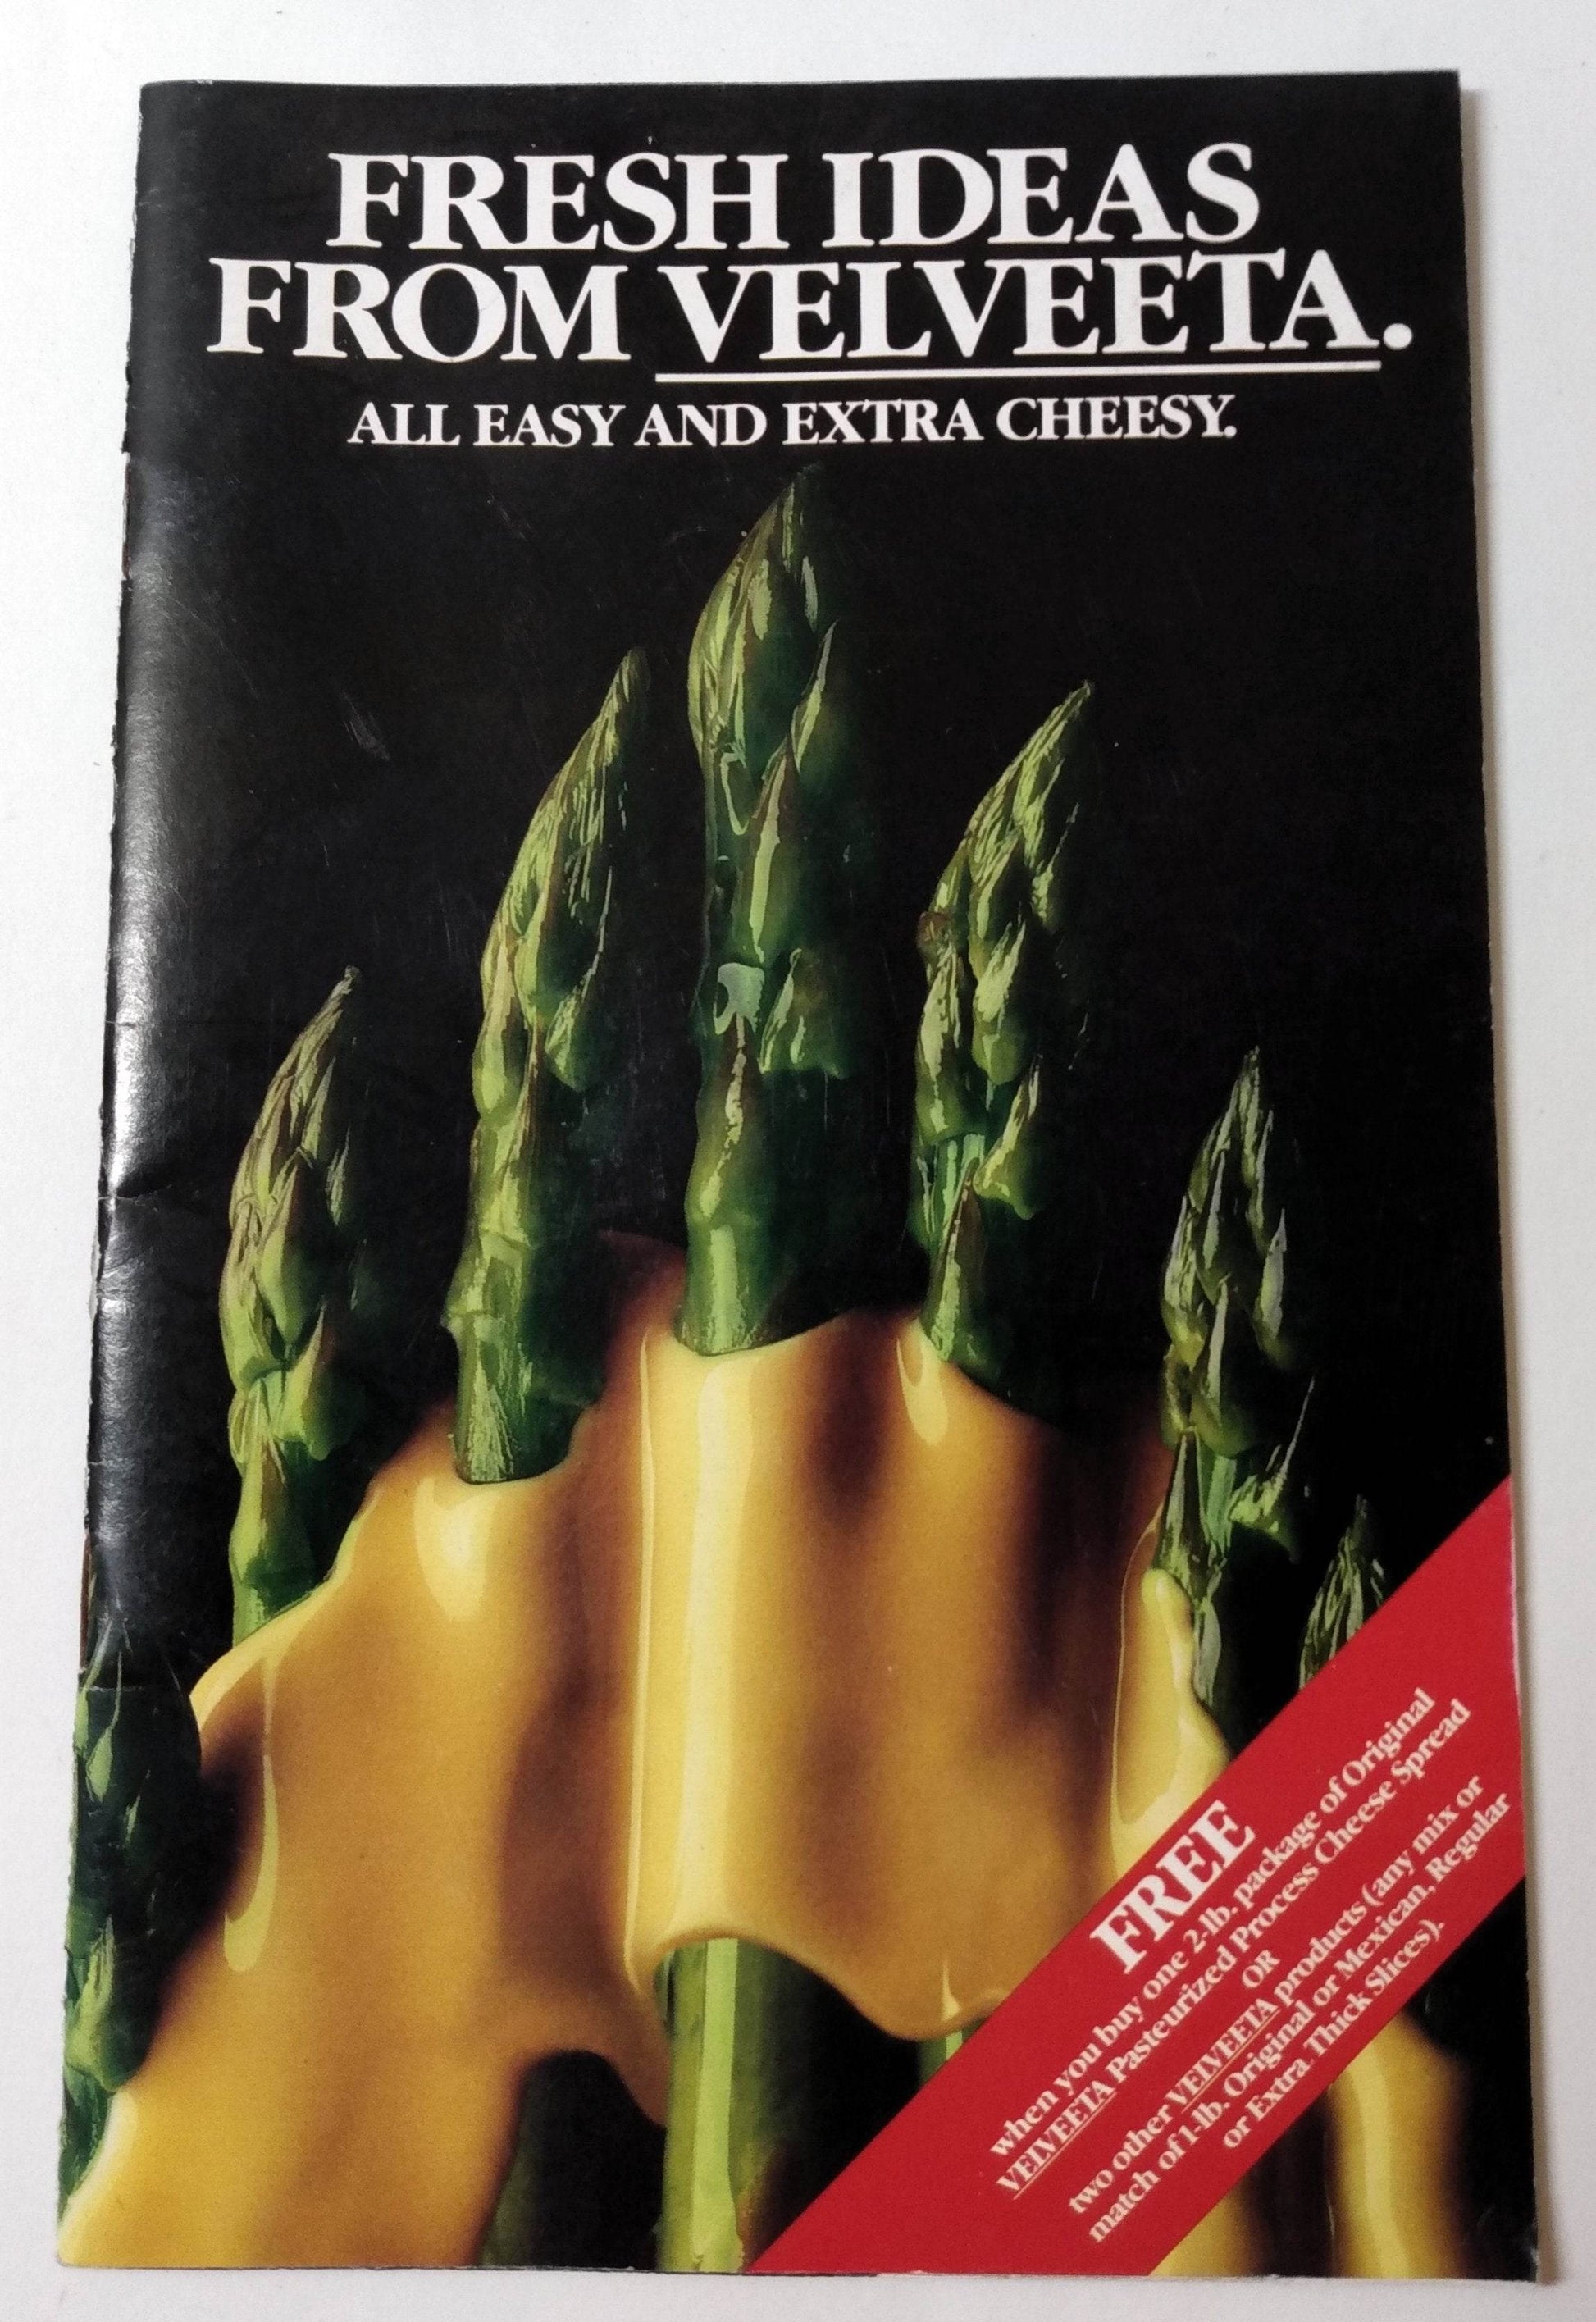 FRESH IDEAS
FROM VELVEETA.
ALL EASY AND EXTRA CHEESY.
FREE
when you buy one 2-lb. package of Original
VELVEETA Pasteurized Process Cheese Spread
OR
two other VELVEETA products (any mix or
match of 1-lb. Original or Mexican, Regular
or Extra Thick Slices).